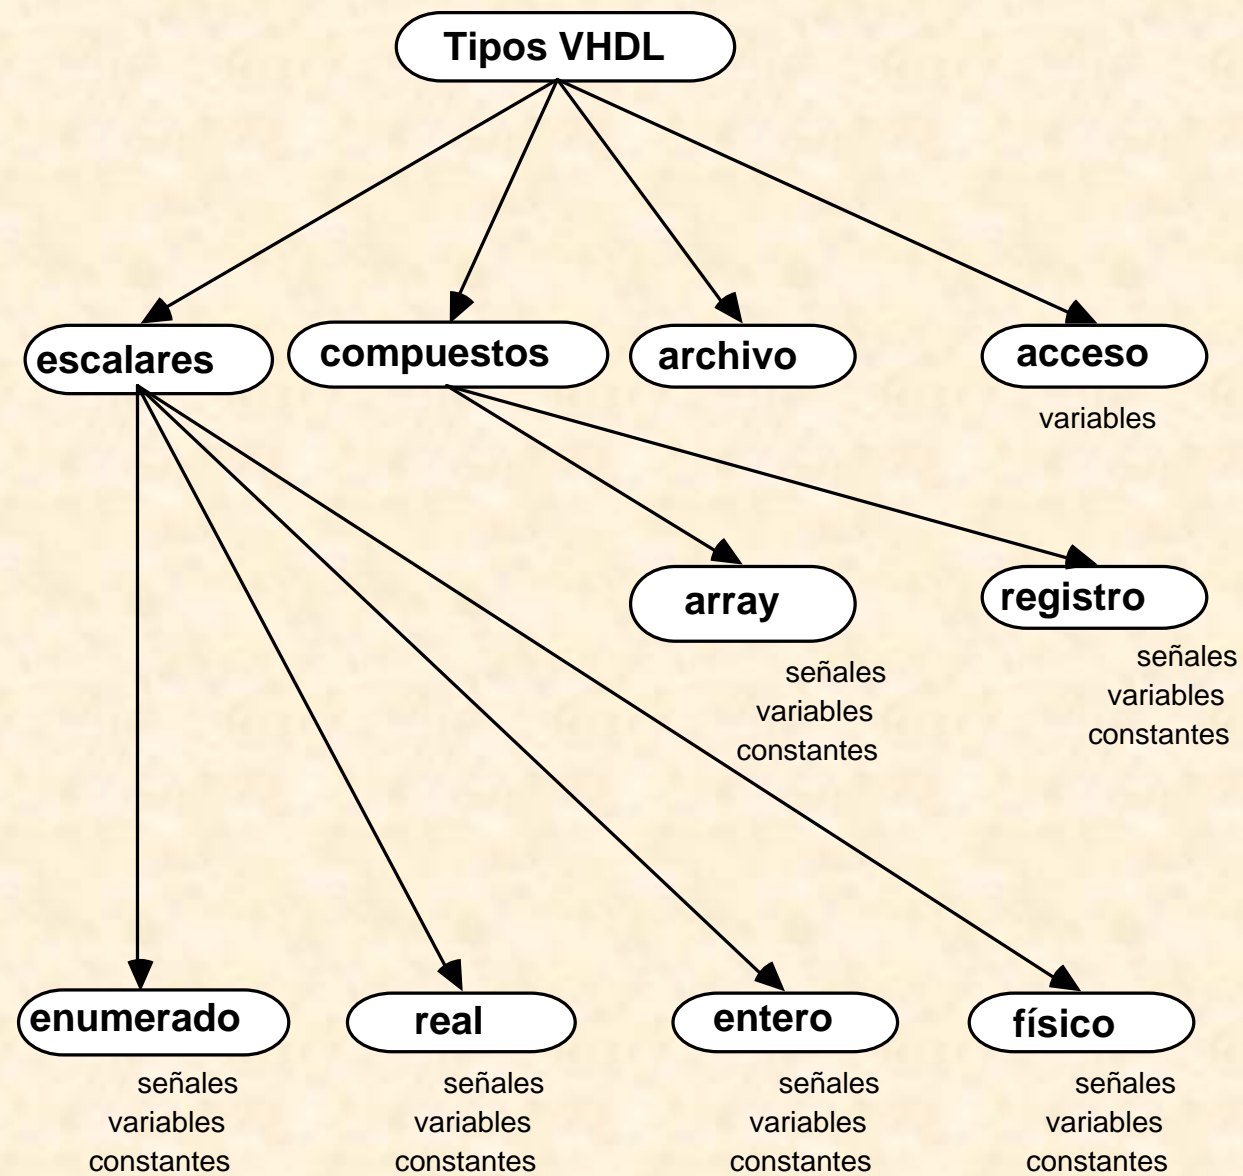 Tipos VHDL
escalares
compuestos
archivo
acceso
variables
array
señales
variables
constantes
registro
señales
variables
constantes
enumerado
señales
variables
constantes
real
señales
variables
constantes
entero
señales
variables
constantes
físico
señales
variables
constantes